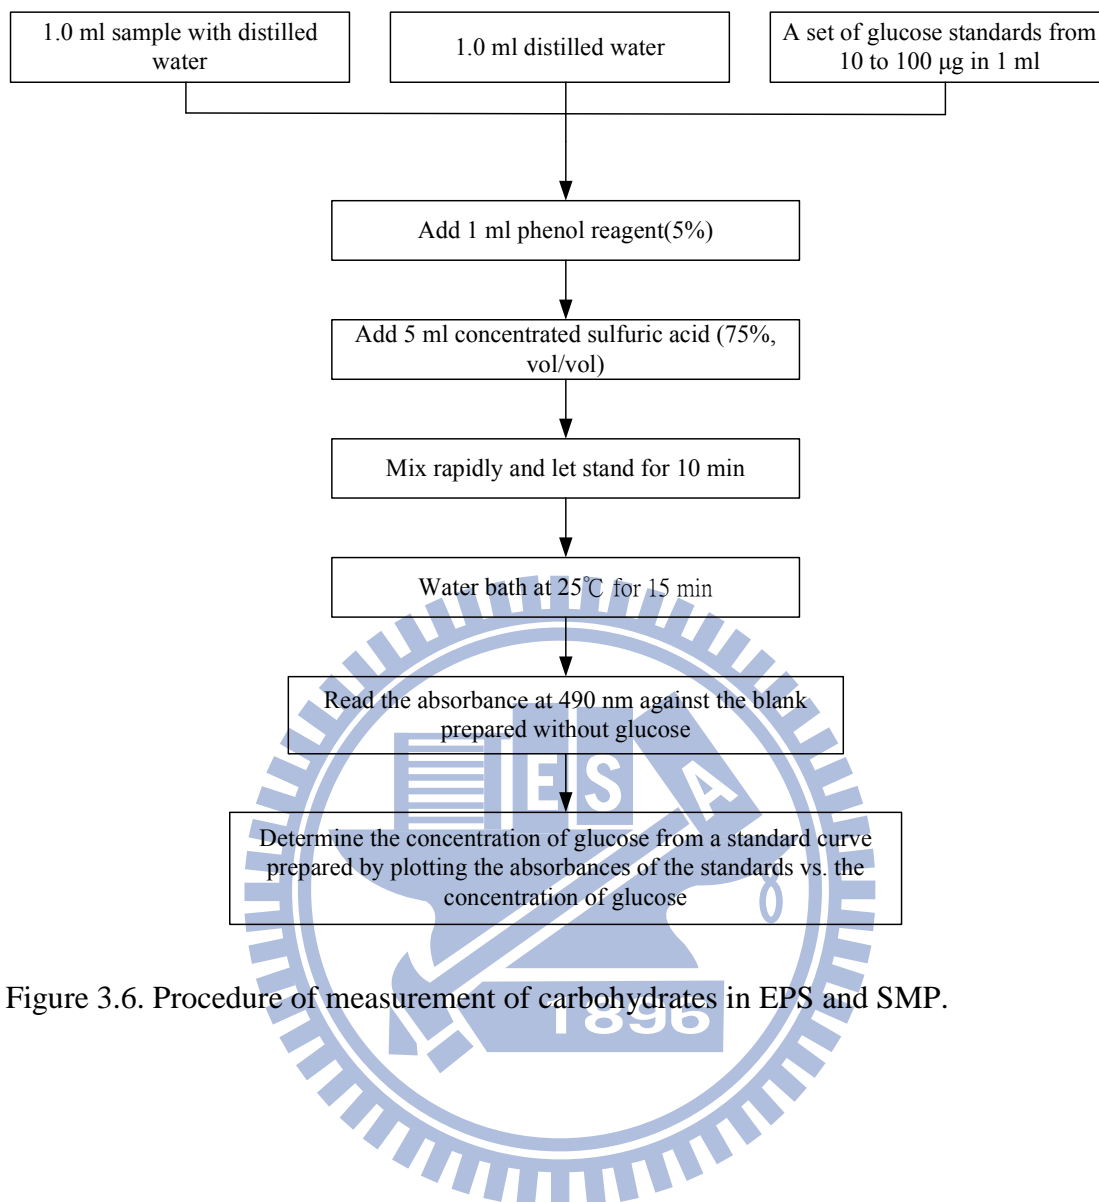 1.0 ml sample with distilled
water
1.0 ml distilled water
A set of glucose standards from
10 to 100 μg in 1 ml
Add 1 ml phenol reagent(5%)
Add 5 ml concentrated sulfuric acid (75%,
vol/vol)
Mix rapidly and let stand for 10 min
Water bath at 25℃ for 15 min
Read the absorbance at 490 nm against the blank
prepared without glucose
E S A
Determine the concentration of glucose from a standard curve
prepared by plotting the absorbances of the standards vs. the
concentration of glucose
Figure 3.6. Procedure of measurement of carbohydrates in EPS and SMP.
1896